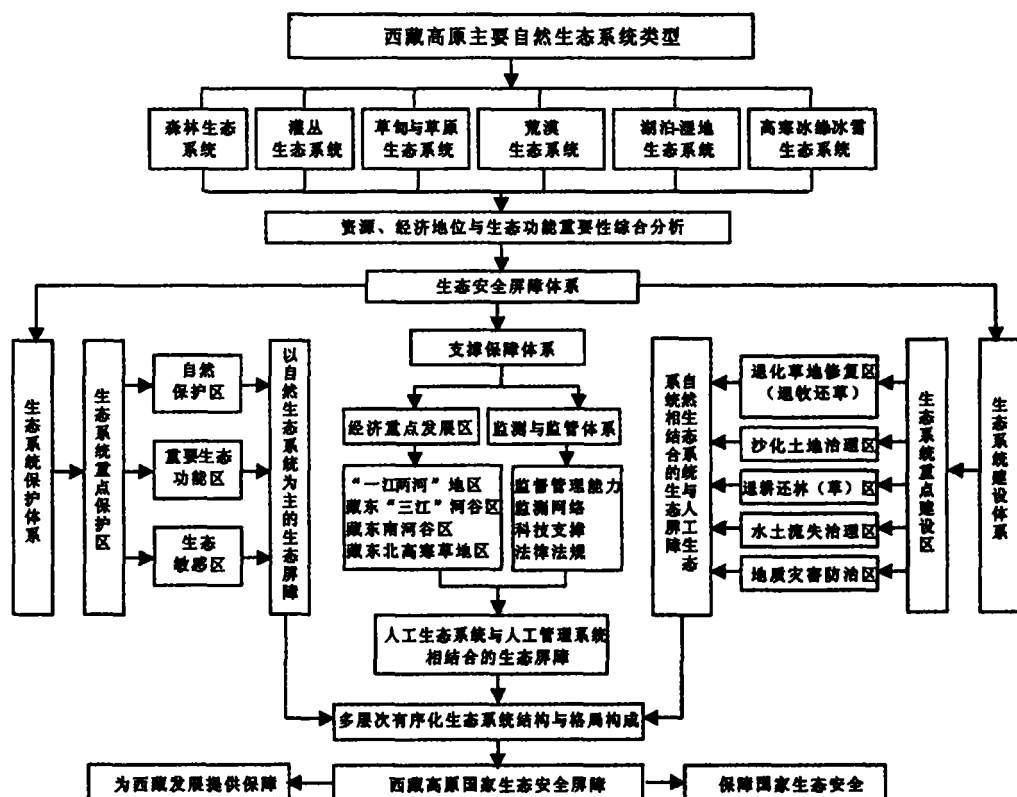 西藏高原主要自然生态系统类型
森林生态
系统
灌丛
生态系统
草甸与草原
生态系统
荒漠
生态系统
湖泊-湿地
生态系统
高寒冰缘冰雪
生态系统
资源、经济地位与生态功能重要性综合分析
生态安全屏障体系
生态系统保护体系
生态系统重点保护区
自然
保护区
重要生态
功能区
生态
敏感区
以自然生态系统为主的生态屏障
支撑保障体系
经济重点发展区
监测与监管体系
“一江两河”地区
藏东“三江”河谷区
藏东南河谷区
藏东北高寒草地区
监督管理能力
监测网络
科技支撑
法律法规
人工生态系统与人工管理系统
相结合的生态屏障
自然生态系统与人工生态
系统相结合的生态屏障
退化草地修复区
（退牧还草）
沙化土地治理区
退耕还林（草）区
水土流失治理区
地质灾害防治区
生态系统重点建设区
生态系统建设体系
多层次有序化生态系统结构与格局构成
为西藏发展提供保障
西藏高原国家生态安全屏障
保障国家生态安全